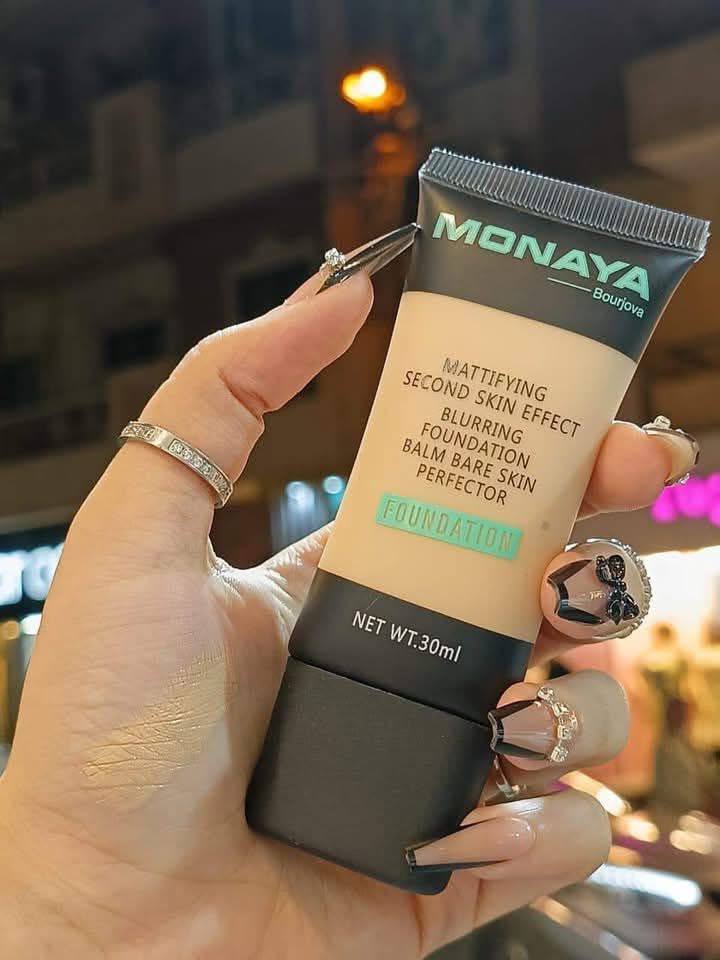 MONAYA
Bourjova
MATTIFYING
SECOND SKIN EFFECT
BLURRING
FOUNDATION
BALM BARE SKIN
PERFECTOR
FOUNDATION
NET WT.30ml